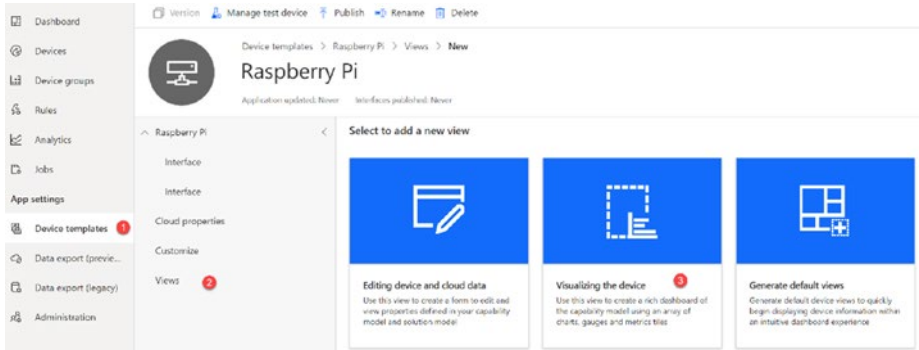 Dashboard
Devices
Device groups
Rules
Analytics
Jobs
App settings
Device templates 1
Data export (previe...
Data export (legacy)
Administration
Version Manage test device Publish Rename Delete
Device templates > Raspberry Pi > Views > New
Raspberry Pi
Application updated: Never Interfaces published: Never
Raspberry Pi
Interface
Interface
Cloud properties
Customize
Views 2
Select to add a new view
Editing device and cloud data
Use this view to create a form to edit and
view properties defined in your capability
model and solution model
Visualizing the device 3
Use this view to create a rich dashboard of
the capability model using an array of
charts, gauges and metrics tiles
Generate default views
Generate default device views to quickly
begin displaying device information within
an intuitive dashboard experience